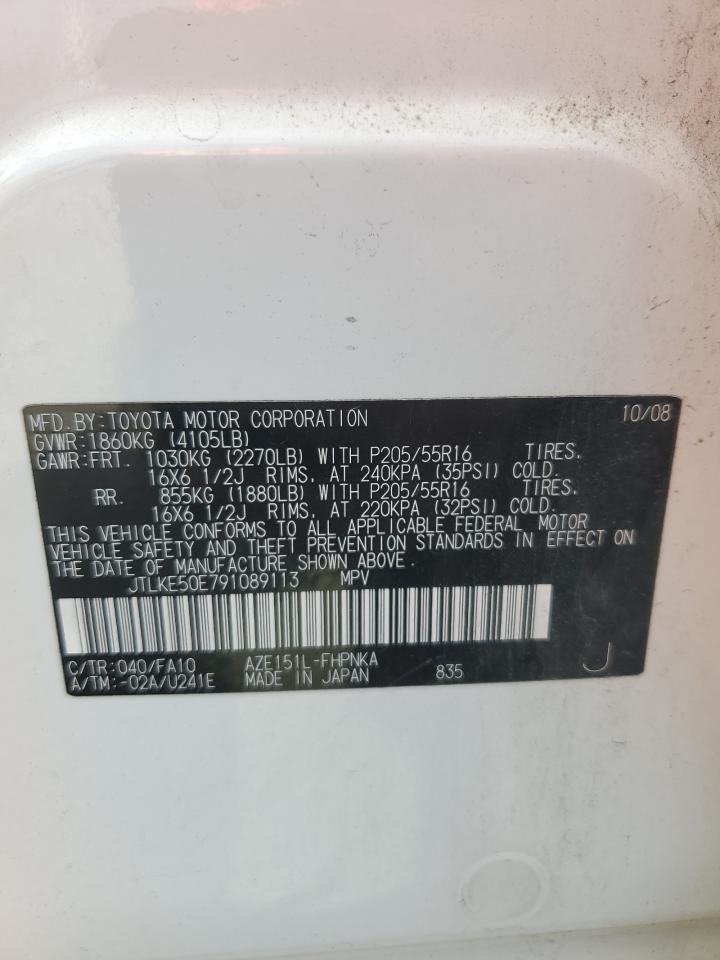 MFD.BY:TOYOTA MOTOR CORPORATION 10/08
GVWR:1860KG (4105LB)
GAWR:FRT. 1030KG (2270LB) WITH P205/55R16 TIRES.
16X6 1/2J RIMS, AT 240KPA (35PSI) COLD.
RR. 855KG (1880LB) WITH P205/55R16 TIRES.
16X6 1/2J RIMS, AT 220KPA (32PSI) COLD.
THIS VEHICLE CONFORMS TO ALL APPLICABLE FEDERAL MOTOR
VEHICLE SAFETY AND THEFT PREVENTION STANDARDS IN EFFECT ON
THE DATE OF MANUFACTURE SHOWN ABOVE.
JTLKE50E791089113 MPV
C/TR:040/FA10 AZE151L-FHPNKA
A/TM:-02A/U241E MADE IN JAPAN 835 J